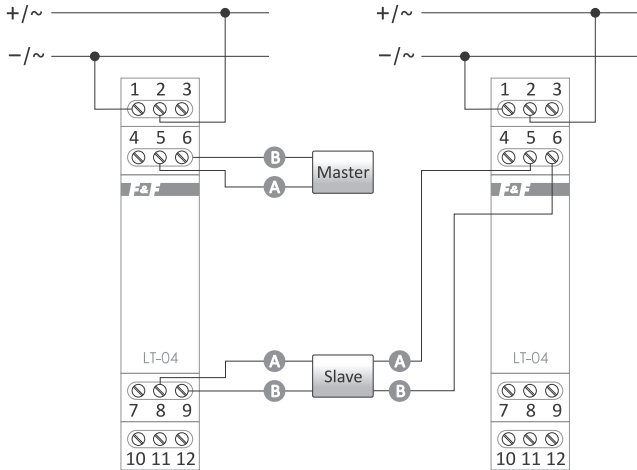 +/~
+/~
−/~
−/~
1 2 3
1 2 3
4 5 6
4 5 6
B
A
Master
A
F&F
F&F
B
LT-04
LT-04
A
A
Slave
B
B
7 8 9
7 8 9
10 11 12
10 11 12